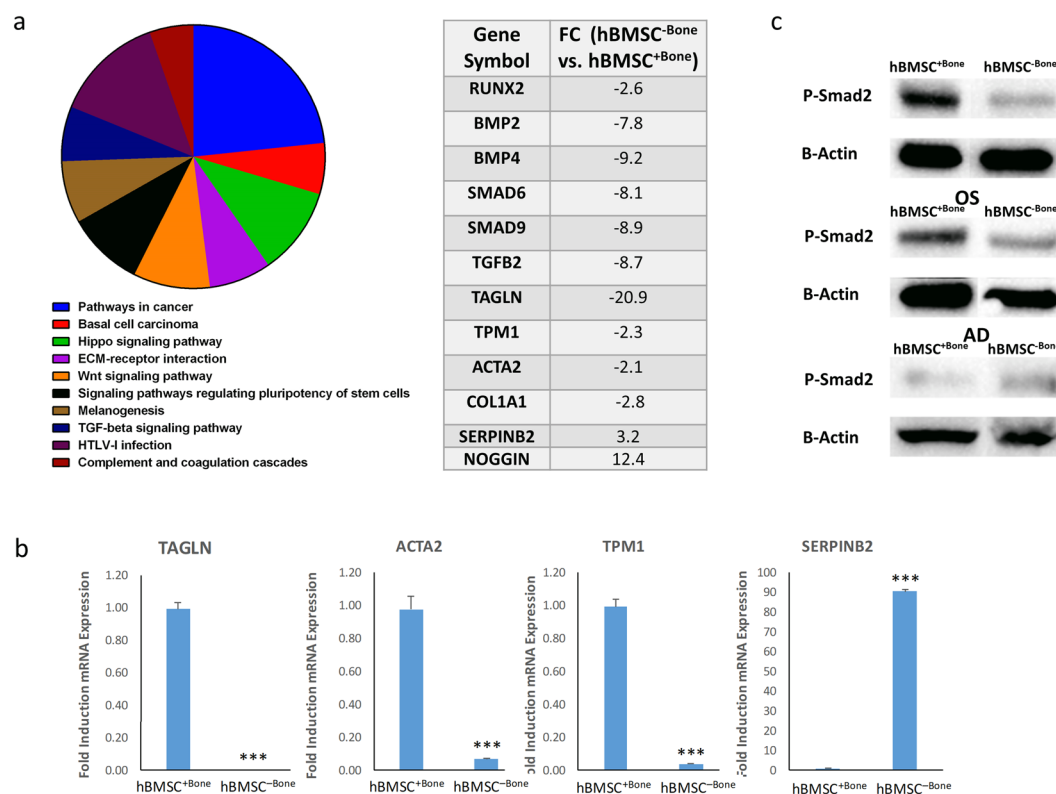 a
Pathways in cancer
Basal cell carcinoma
Hippo signaling pathway
ECM-receptor interaction
Wnt signaling pathway
Signaling pathways regulating pluripotency of stem cells
Melanogenesis
TGF-beta signaling pathway
HTLV-I infection
Complement and coagulation cascades
Gene Symbol FC (hBMSC-Bone vs. hBMSC+Bone)
RUNX2 -2.6
BMP2 -7.8
BMP4 -9.2
SMAD6 -8.1
SMAD9 -8.9
TGFB2 -8.7
TAGLN -20.9
TPM1 -2.3
ACTA2 -2.1
COL1A1 -2.8
SERPINB2 3.2
NOGGIN 12.4
c
hBMSC+Bone hBMSC-Bone
P-Smad2
B-Actin
OS
hBMSC+Bone hBMSC-Bone
P-Smad2
B-Actin
AD
hBMSC+Bone hBMSC-Bone
P-Smad2
B-Actin
b
TAGLN
Fold Induction mRNA Expression
1.20
1.00
0.80
0.60
0.40
0.20
0.00
***
hBMSC+Bone hBMSC−Bone
ACTA2
Fold Induction mRNA Expression
1.20
1.00
0.80
0.60
0.40
0.20
0.00
***
hBMSC+Bone hBMSC−Bone
TPM1
old Induction mRNA Expression
1.20
1.00
0.80
0.60
0.40
0.20
0.00
***
hBMSC+Bone hBMSC−Bone
SERPINB2
Fold Induction mRNA Expression
100
90
80
70
60
50
40
30
20
10
0
***
hBMSC+Bone hBMSC−Bone